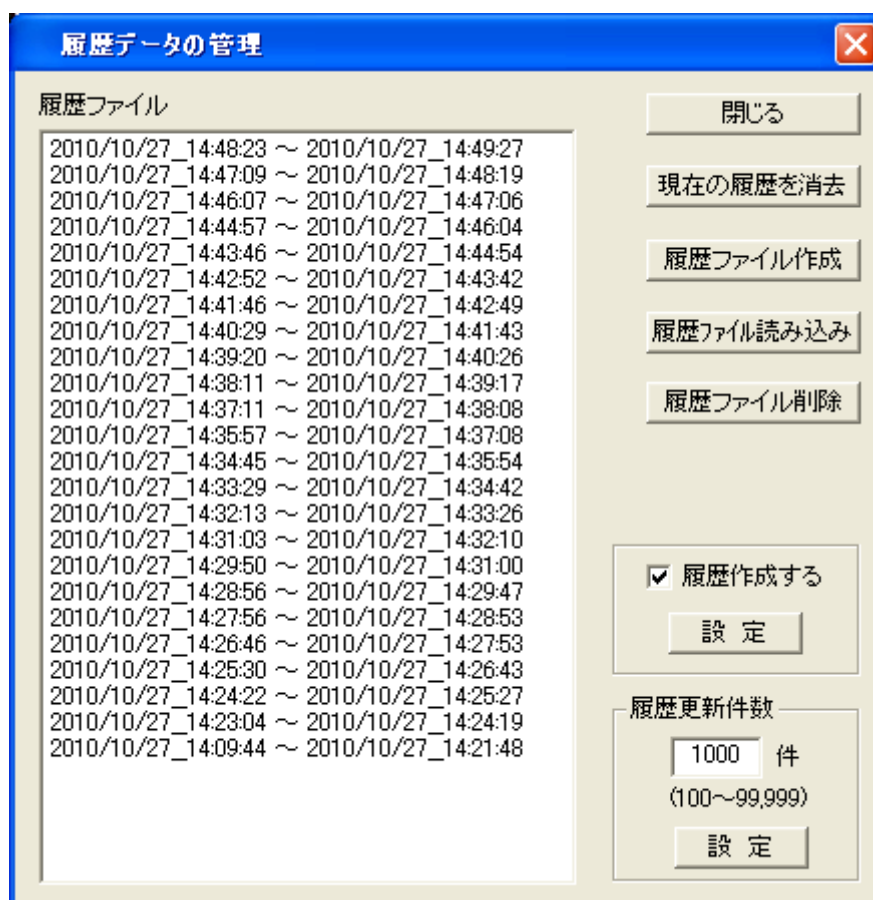 履歴データの管理
履歴ファイル
2010/10/27_14:48:23 ～ 2010/10/27_14:49:27
2010/10/27_14:47:09 ～ 2010/10/27_14:48:19
2010/10/27_14:46:07 ～ 2010/10/27_14:47:06
2010/10/27_14:44:57 ～ 2010/10/27_14:46:04
2010/10/27_14:43:46 ～ 2010/10/27_14:44:54
2010/10/27_14:42:52 ～ 2010/10/27_14:43:42
2010/10/27_14:41:46 ～ 2010/10/27_14:42:49
2010/10/27_14:40:29 ～ 2010/10/27_14:41:43
2010/10/27_14:39:20 ～ 2010/10/27_14:40:26
2010/10/27_14:38:11 ～ 2010/10/27_14:39:17
2010/10/27_14:37:11 ～ 2010/10/27_14:38:08
2010/10/27_14:35:57 ～ 2010/10/27_14:37:08
2010/10/27_14:34:45 ～ 2010/10/27_14:35:54
2010/10/27_14:33:29 ～ 2010/10/27_14:34:42
2010/10/27_14:32:13 ～ 2010/10/27_14:33:26
2010/10/27_14:31:03 ～ 2010/10/27_14:32:10
2010/10/27_14:29:50 ～ 2010/10/27_14:31:00
2010/10/27_14:28:56 ～ 2010/10/27_14:29:47
2010/10/27_14:27:56 ～ 2010/10/27_14:28:53
2010/10/27_14:26:46 ～ 2010/10/27_14:27:53
2010/10/27_14:25:30 ～ 2010/10/27_14:26:43
2010/10/27_14:24:22 ～ 2010/10/27_14:25:27
2010/10/27_14:23:04 ～ 2010/10/27_14:24:19
2010/10/27_14:09:44 ～ 2010/10/27_14:21:48
閉じる
現在の履歴を消去
履歴ファイル作成
履歴ﾌｧｲﾙ読み込み
履歴ファイル削除
履歴作成する
設 定
履歴更新件数
1000 件
(100～99,999)
設 定